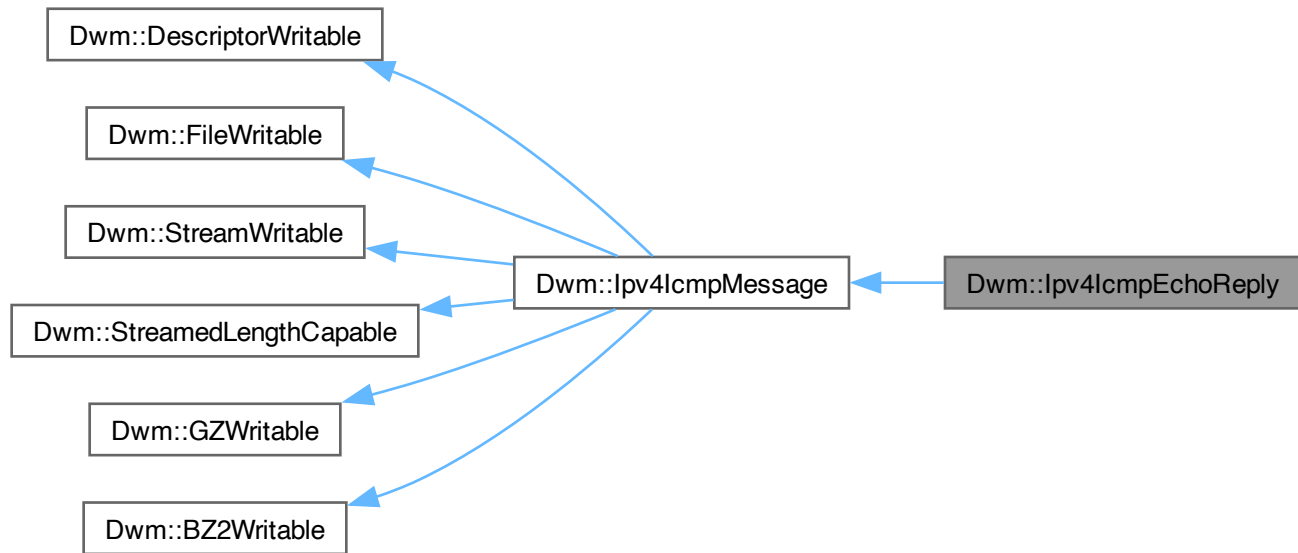 Dwm::DescriptorWritable
Dwm::FileWritable
Dwm::StreamWritable
Dwm::Ipv4IcmpMessage
Dwm::Ipv4IcmpEchoReply
Dwm::StreamedLengthCapable
Dwm::GZWritable
Dwm::BZ2Writable